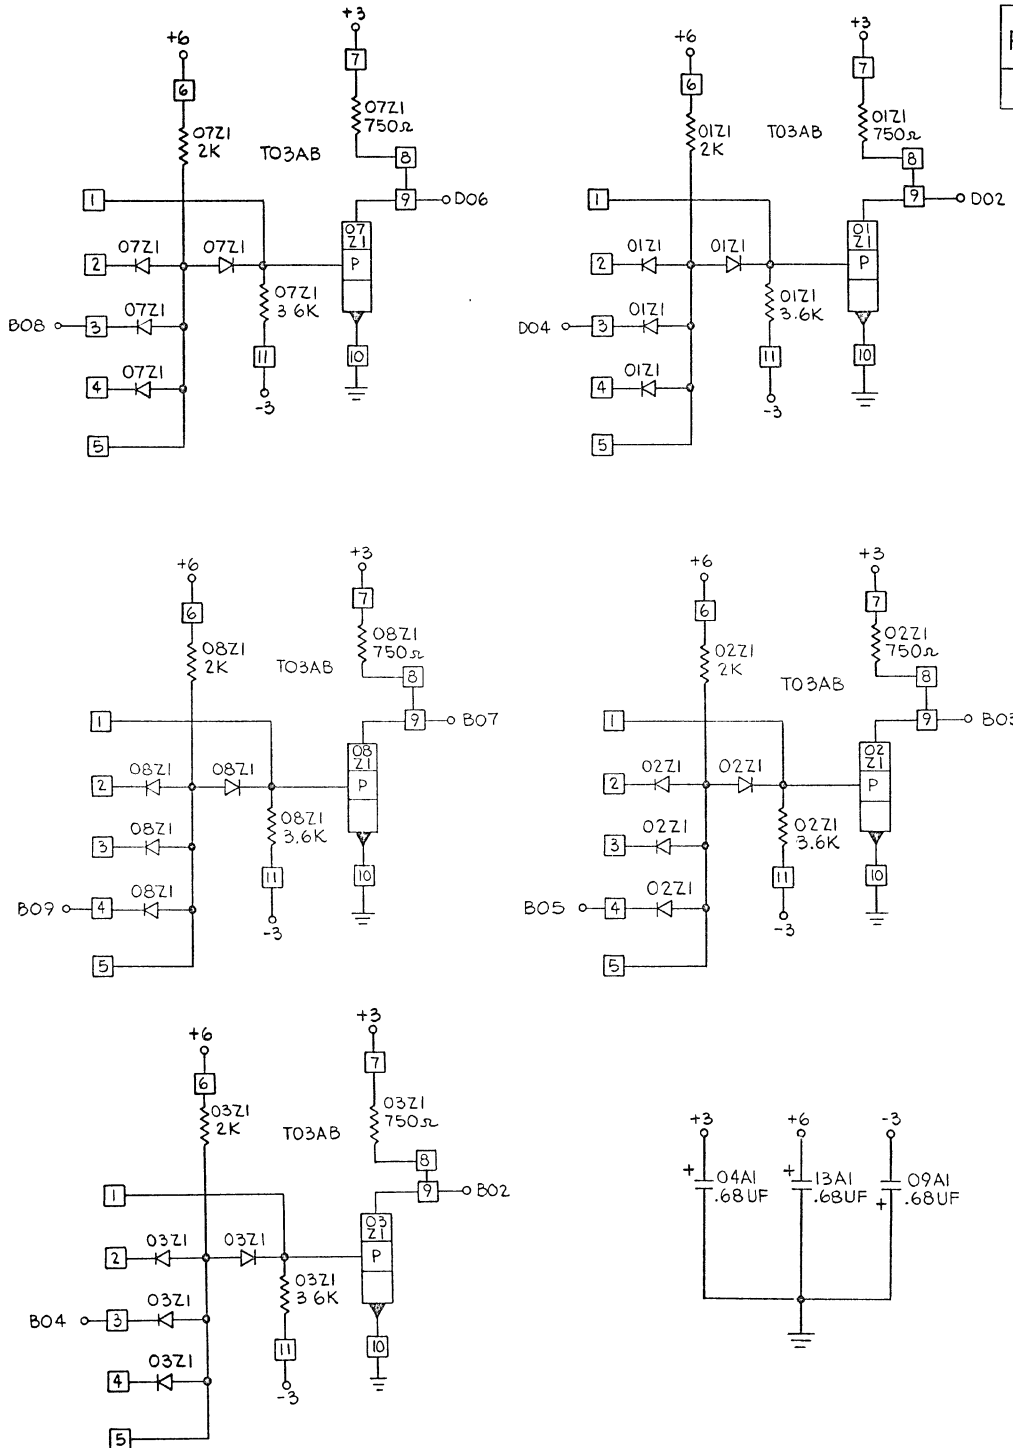 +6
+3
6
7
07Z1
2K
T03AB
07Z1
750Ω
8
1
9
D06
07
Z1
P
2
07Z1
07Z1
07Z1
3.6K
B08
3
07Z1
11
10
4
07Z1
-3
5
+6
+3
6
7
01Z1
2K
T03AB
01Z1
750Ω
8
1
9
D02
01
Z1
P
2
01Z1
01Z1
01Z1
3.6K
D04
3
01Z1
11
10
4
01Z1
-3
5
+6
+3
6
7
08Z1
2K
T03AB
08Z1
750Ω
8
1
9
B07
08
Z1
P
2
08Z1
08Z1
08Z1
3.6K
3
08Z1
11
10
B09
4
08Z1
-3
5
+6
+3
6
7
02Z1
2K
T03AB
02Z1
750Ω
8
1
9
B03
02
Z1
P
2
02Z1
02Z1
02Z1
3.6K
3
02Z1
11
10
B05
4
02Z1
-3
5
+6
+3
6
7
03Z1
2K
T03AB
03Z1
750Ω
8
1
9
B02
03
Z1
P
2
03Z1
03Z1
03Z1
3.6K
B04
3
03Z1
11
10
4
03Z1
-3
5
+3
+6
-3
+
04A1
.68UF
+
13A1
.68UF
+
09A1
.68UF